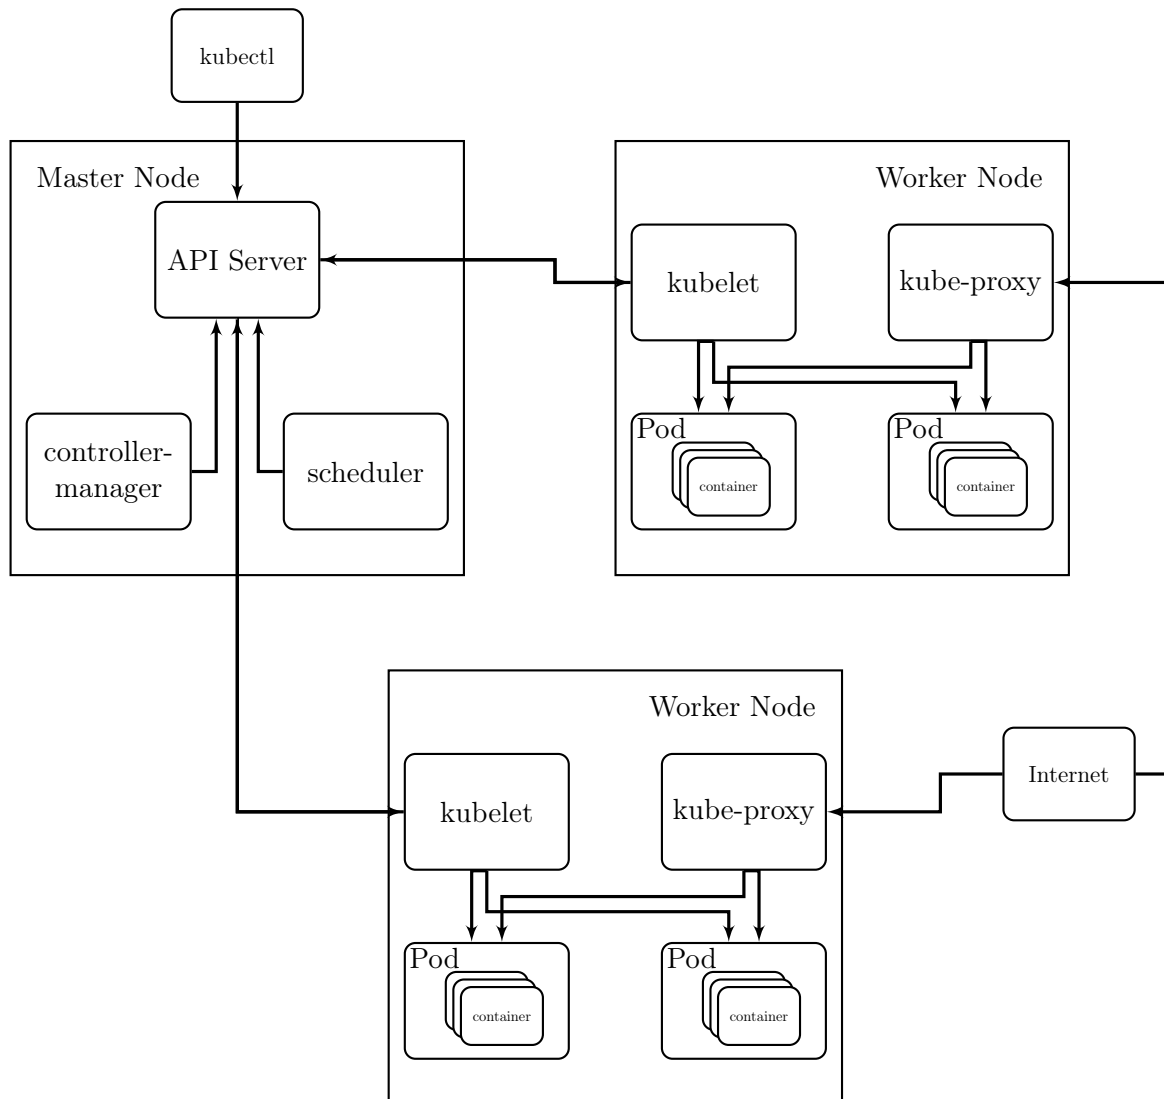 kubectl
Master Node
API Server
controller-
manager
scheduler
Worker Node
kubelet
kube-proxy
Pod
container
Pod
container
Worker Node
kubelet
kube-proxy
Pod
container
Pod
container
Internet